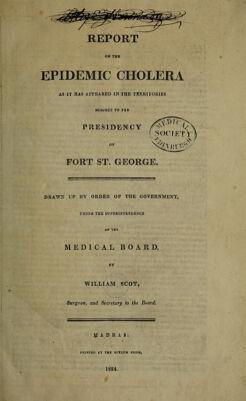 REPORT
ON THE
EPIDEMIC CHOLERA
AS IT HAS APPEARED IN THE TERRITORIES
SUBJECT TO THE
PRESIDENCY
OF
FORT ST. GEORGE.
MEDICAL
SOCIETY
EDINBURGH
DRAWN UP BY ORDER OF THE GOVERNMENT,
UNDER THE SUPERINTENDENCE
OF THE
MEDICAL BOARD,
BY
WILLIAM SCOT,
Surgeon, and Secretary to the Board.
MADRAS:
PRINTED AT THE ASYLUM PRESS,
1824.